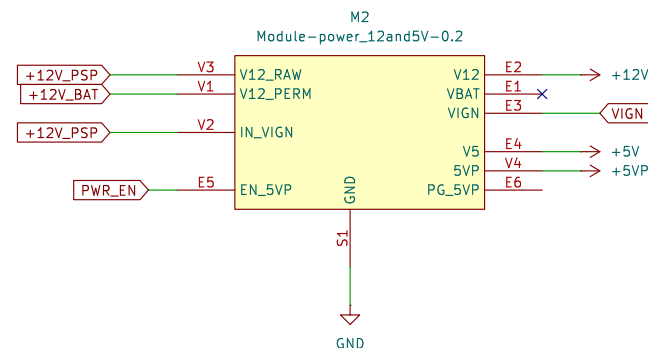 M2
Module-power_12and5V-0.2
+12V_PSP V3 V12_RAW V12 E2 +12V
+12V_BAT V1 V12_PERM VBAT E1
VIGN E3 VIGN
+12V_PSP V2 IN_VIGN
V5 E4 +5V
5VP V4 +5VP
PWR_EN E5 EN_5VP PG_5VP E6
GND
S1
GND